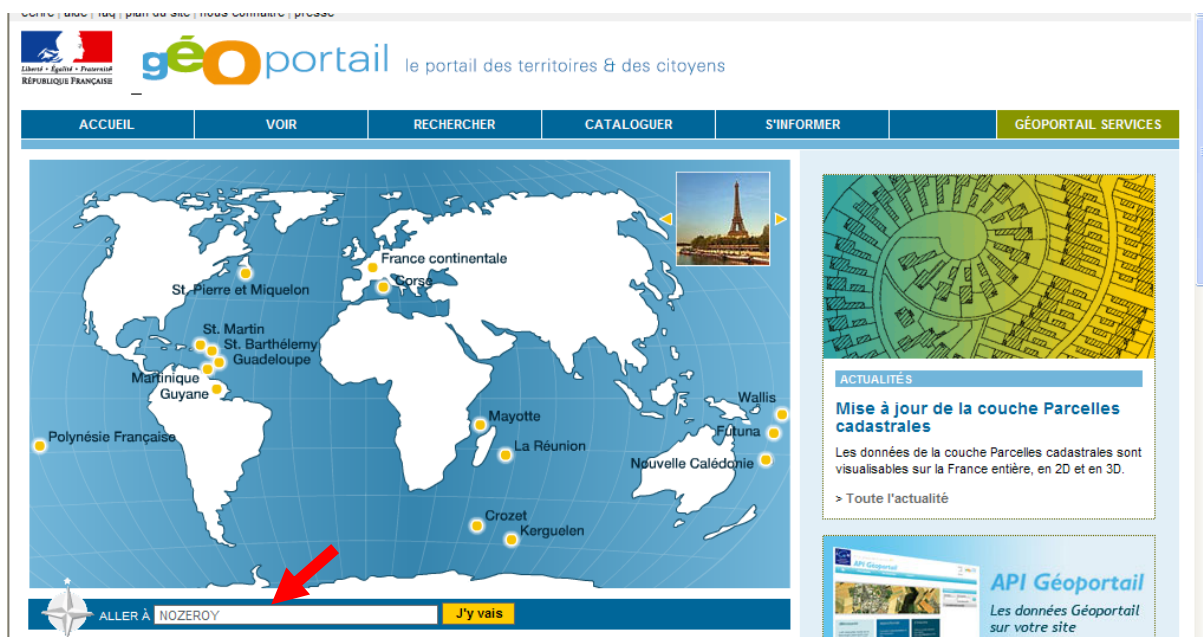 écrire | aide | faq | plan du site | nous connaître | presse
Liberté • Égalité • Fraternité
RÉPUBLIQUE FRANÇAISE
géoportail le portail des territoires & des citoyens
ACCUEIL VOIR RECHERCHER CATALOGUER S'INFORMER GÉOPORTAIL SERVICES
France continentale
Corse
St. Pierre et Miquelon
St. Martin
St. Barthélemy
Guadeloupe
Martinique
Guyane
Polynésie Française
Mayotte
La Réunion
Wallis
Futuna
Nouvelle Calédonie
Crozet
Kerguelen
ALLER À NOZEROY J'y vais
ACTUALITÉS
Mise à jour de la couche Parcelles
cadastrales
Les données de la couche Parcelles cadastrales sont
visualisables sur la France entière, en 2D et en 3D.
> Toute l'actualité
API Géoportail
API Géoportail
Les données Géoportail
sur votre site